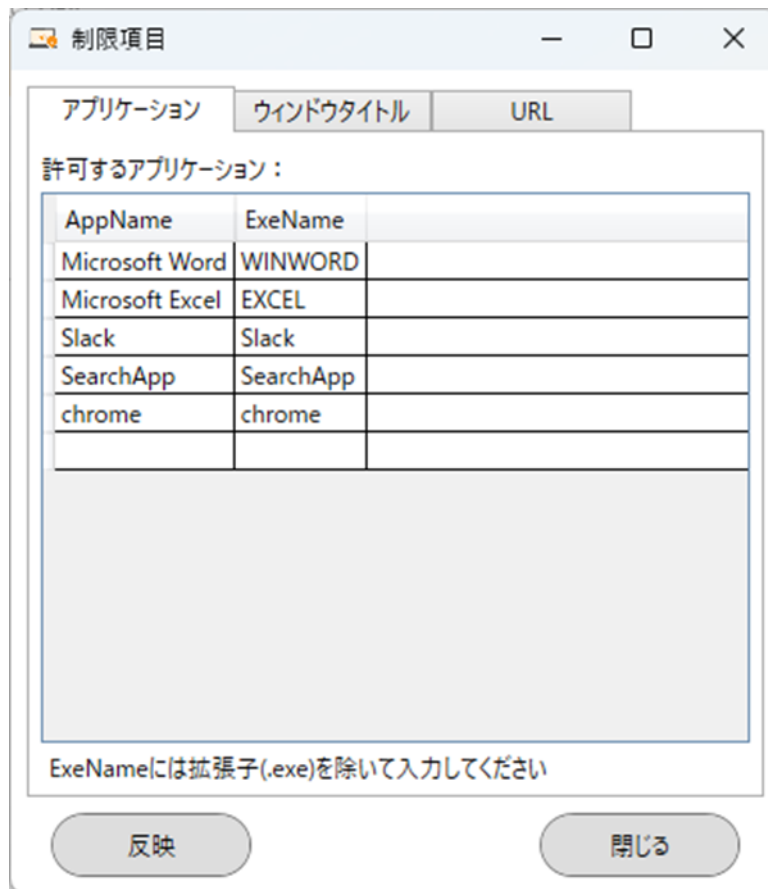 制限項目
アプリケーション ウィンドウタイトル URL
許可するアプリケーション：
AppName ExeName
Microsoft Word WINWORD
Microsoft Excel EXCEL
Slack Slack
SearchApp SearchApp
chrome chrome
ExeNameには拡張子(.exe)を除いて入力してください
反映 閉じる